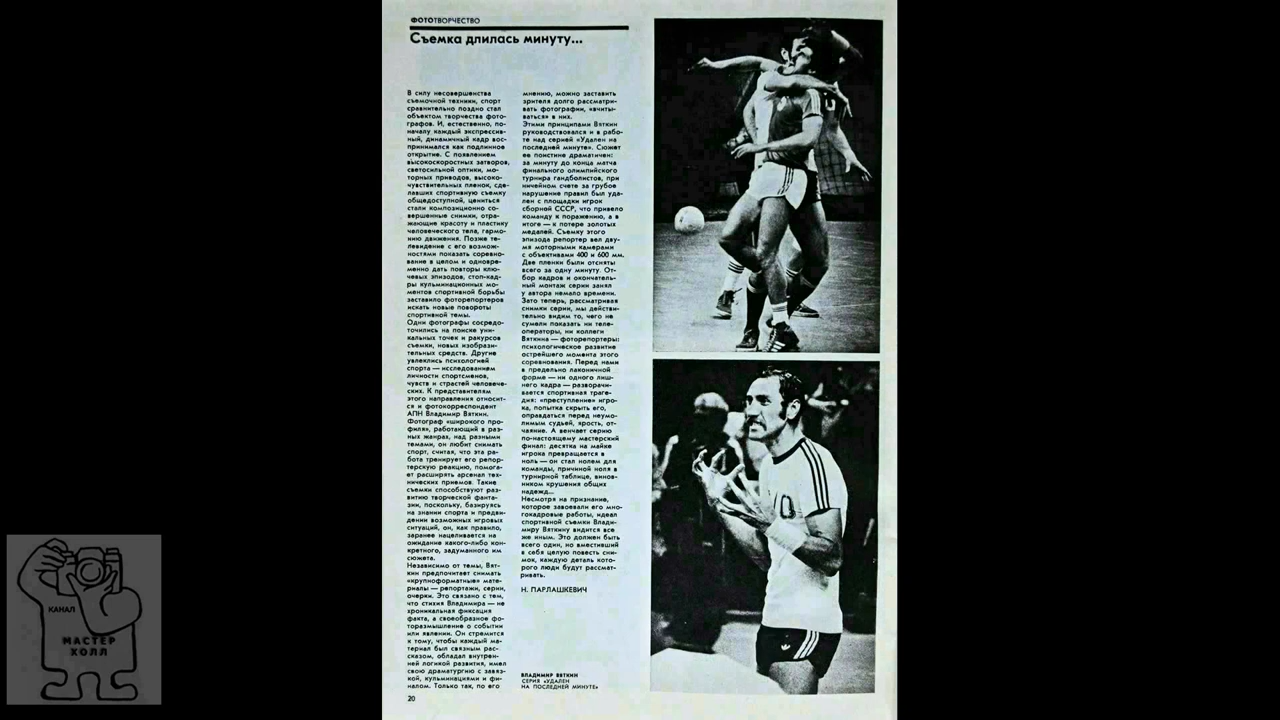 ФОТОТВОРЧЕСТВО
Съемка длилась минуту...
В силу несовершенства
съемочной техники, спорт
сравнительно поздно стал
объектом творчества фото-
графов. И, естественно, по-
началу каждый экспрессив-
ный, динамичный кадр вос-
принимался как подлинное
открытие. С появлением
высокоскоростных затворов,
светосильной оптики, мо-
торных приводов, высоко-
чувствительных пленок, сде-
лавших спортивную съемку
общедоступной, цениться
стали композиционно со-
вершенные снимки, отра-
жающие красоту и пластику
человеческого тела, гармо-
нию движения. Позже те-
левидение с его возмож-
ностями показать соревно-
вание в целом и одновре-
менно дать повторы клю-
чевых эпизодов, стоп-кад-
ры кульминационных мо-
ментов спортивной борьбы
заставило фоторепортеров
искать новые повороты
спортивной темы.
Одни фотографы сосредо-
точились на поиске уни-
кальных точек и ракурсов
съемки, новых изобрази-
тельных средств. Другие
увлеклись психологией
спорта — исследованием
личности спортсменов,
чувств и страстей человече-
ских. К представителям
этого направления относит-
ся и фотокорреспондент
АПН Владимир Вяткин.
Фотограф «широкого про-
филя», работающий в раз-
ных жанрах, над разными
темами, он любит снимать
спорт, считая, что эта ра-
бота тренирует его репор-
терскую реакцию, помога-
ет расширять арсенал тех-
нических приемов. Такие
съемки способствуют раз-
витию творческой фанта-
зии, поскольку, базируясь
на знании спорта и предви-
дении возможных игровых
ситуаций, он, как правило,
заранее нацеливается на
ожидание какого-либо кон-
кретного, задуманного им
сюжета.
Независимо от темы, Вят-
кин предпочитает снимать
«крупноформатные» мате-
риалы — репортажи, серии,
очерки. Это связано с тем,
что стихия Владимира — не
хроникальная фиксация
факта, а своеобразное фо-
торазмышление о событии
или явлении. Он стремится
к тому, чтобы каждый ма-
териал был связным рас-
сказом, обладал внутрен-
ней логикой развития, имел
свою драматургию с завяз-
кой, кульминациями и фи-
налом. Только так, по его
20
мнению, можно заставить
зрителя долго рассматри-
вать фотографии, «вчиты-
ваться» в них.
Этими принципами Вяткин
руководствовался и в рабо-
те над серией «Удален на
последней минуте». Сюжет
ее поистине драматичен:
за минуту до конца матча
финального олимпийского
турнира гандболистов, при
ничейном счете за грубое
нарушение правил был уда-
лен с площадки игрок
сборной СССР, что привело
команду к поражению, а в
итоге — к потере золотых
медалей. Съемку этого
эпизода репортер вел дву-
мя моторными камерами
с объективами 400 и 600 мм.
Две пленки были отсняты
всего за одну минуту. От-
бор кадров и окончатель-
ный монтаж серии занял
у автора немало времени.
Зато теперь, рассматривая
снимки серии, мы действи-
тельно видим то, чего не
сумели показать ни теле-
операторы, ни коллеги
Вяткина — фоторепортеры:
психологическое развитие
острейшего момента этого
соревнования. Перед нами
в предельно лаконичной
форме — ни одного лиш-
него кадра — разворачи-
вается спортивная траге-
дия: «преступление» игро-
ка, попытка скрыть его,
оправдаться перед неумо-
лимым судьей, ярость, от-
чаяние. А венчает серию
по-настоящему мастерский
финал: десятка на майке
игрока превращается в
ноль — он стал нолем для
команды, причиной ноля в
турнирной таблице, винов-
ником крушения общих
надежд...
Несмотря на признание,
которое завоевали его мно-
гокадровые работы, идеал
спортивной съемки Влади-
миру Вяткину видится все
же иным. Это должен быть
всего один, но вместивший
в себя целую повесть сни-
мок, каждую деталь кото-
рого люди будут рассмат-
ривать.
Н. ПАРЛАШКЕВИЧ
ВЛАДИМИР ВЯТКИН
СЕРИЯ «УДАЛЕН
НА ПОСЛЕДНЕЙ МИНУТЕ»
10
КАНАЛ
МАСТЕР
ХОЛЛ